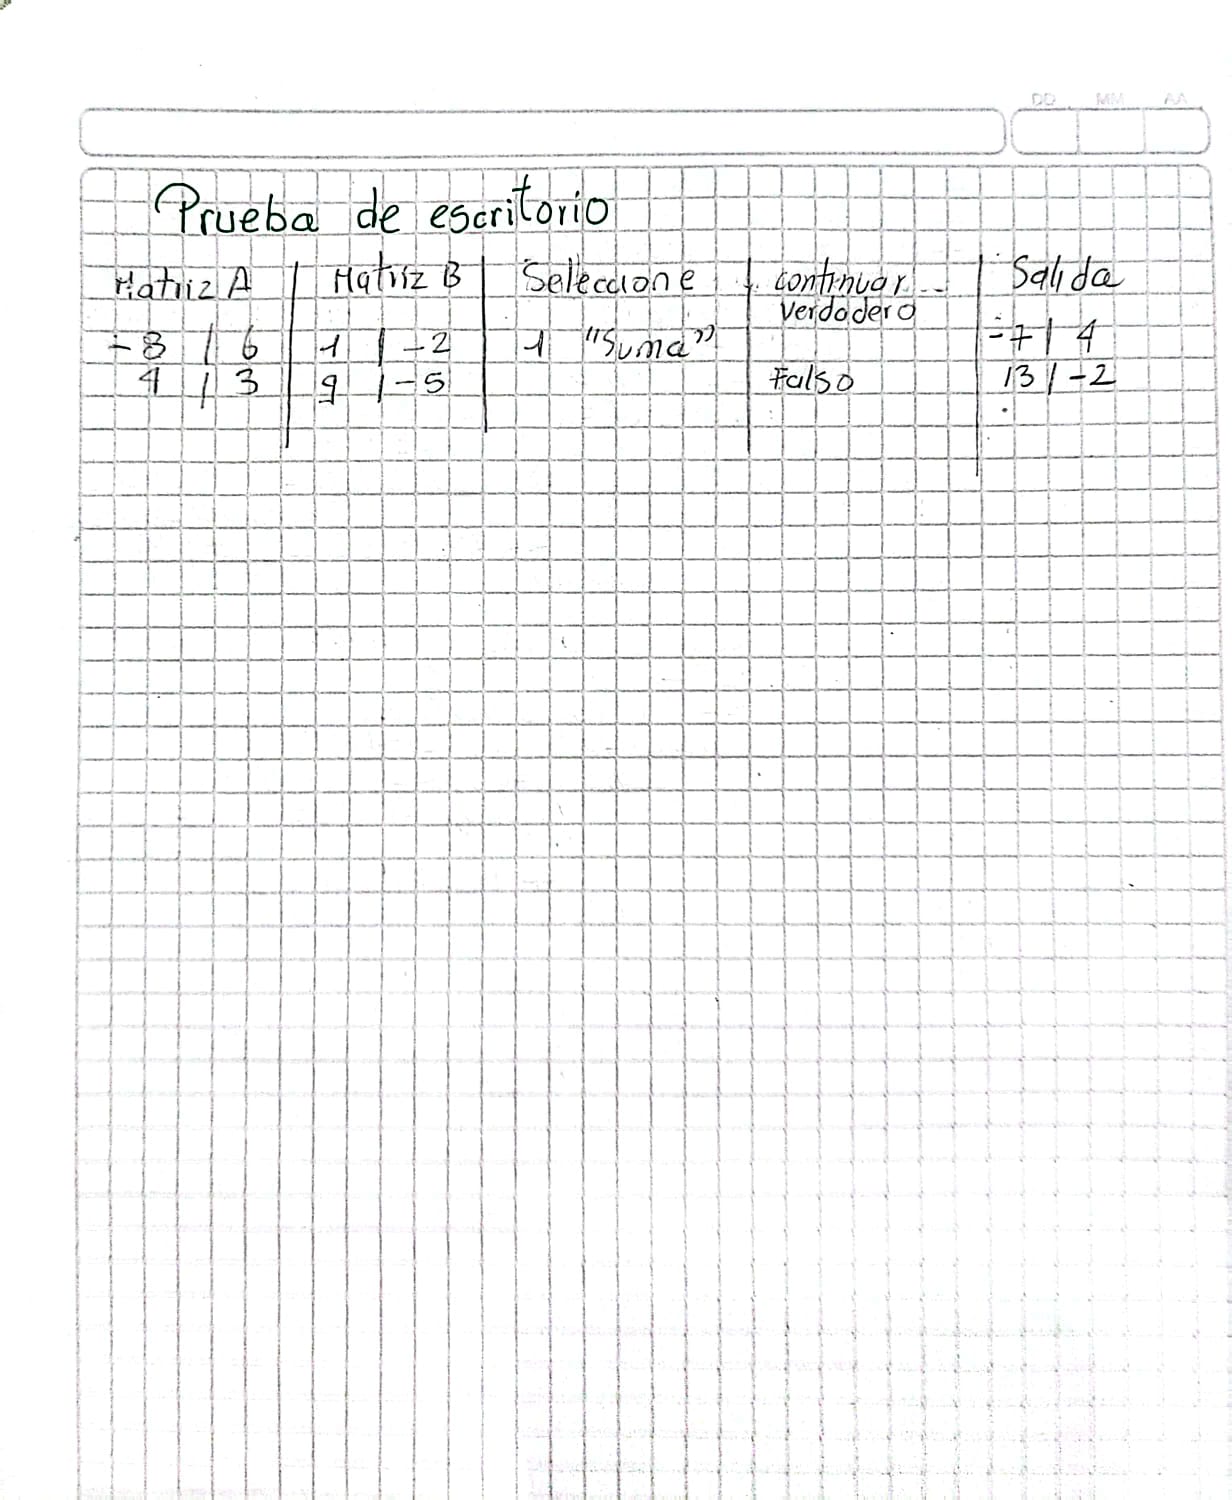 DD MM AA
Prueba de escritorio
Matriz A | Matriz B | Seleccione | continuar... | Salida
verdadero
-8 | 6 | 1 | -2 | 1 "Suma" | -7 | 4
4 | 3 | 9 | -5 | Falso | 13 | -2